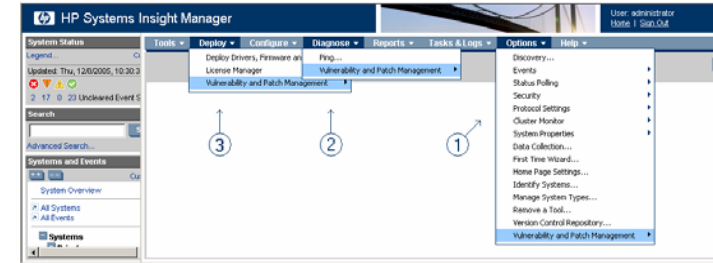 HP Systems Insight Manager
User: administrator
Home | Sign Out
System Status
Legend...
Updated: Thu, 12/8/2005, 10:30:3
2 17 0 23 Uncleared Event S
Search
Advanced Search...
Systems and Events
System Overview
All Systems
All Events
Systems
Tools Deploy Configure Diagnose Reports Tasks & Logs Options Help
Deploy Drivers, Firmware an
License Manager
Vulnerability and Patch Management
Ping...
Vulnerability and Patch Management
Discovery...
Events
Status Polling
Security
Protocol Settings
Cluster Monitor
System Properties
Data Collection...
First Time Wizard...
Home Page Settings...
Identify Systems...
Manage System Types...
Remove a Tool...
Version Control Repository...
Vulnerability and Patch Management
3
2
1